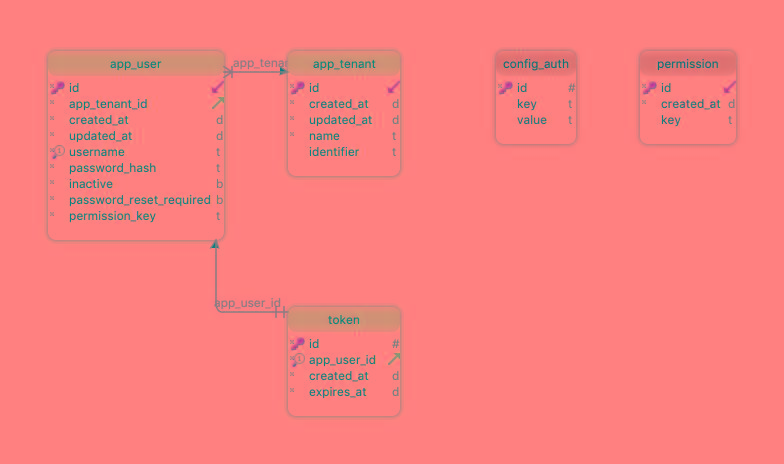 app_user
id
app_tenant_id
created_at d
updated_at d
username t
password_hash t
inactive b
password_reset_required b
permission_key t
app_tenan
app_tenant
id
created_at d
updated_at d
name t
identifier t
config_auth
id #
key t
value t
permission
id
created_at d
key t
app_user_id
token
id #
app_user_id
created_at d
expires_at d